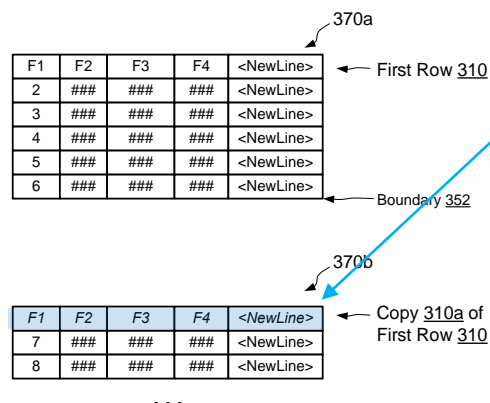 370a
F1 F2 F3 F4 <NewLine>
First Row 310
2 ### ### ### <NewLine>
3 ### ### ### <NewLine>
4 ### ### ### <NewLine>
5 ### ### ### <NewLine>
6 ### ### ### <NewLine>
Boundary 352
370b
F1 F2 F3 F4 <NewLine>
Copy 310a of
First Row 310
7 ### ### ### <NewLine>
8 ### ### ### <NewLine>
...